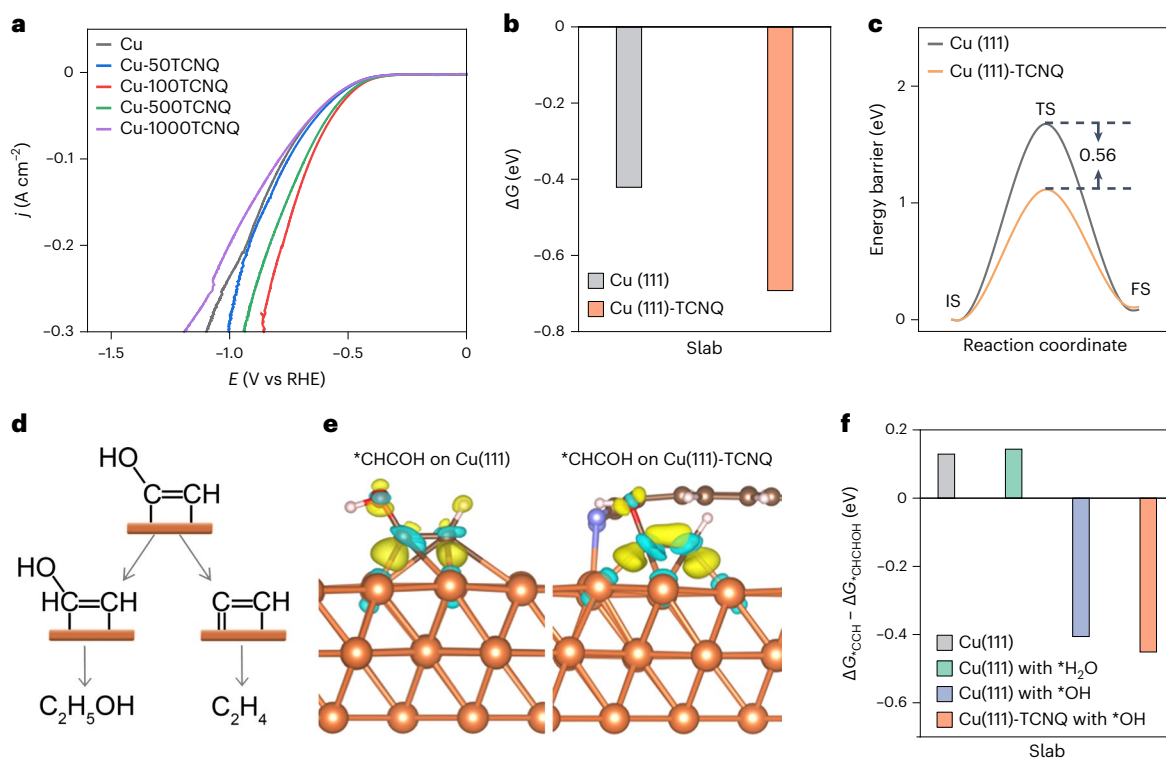 a
Cu
Cu-50TCNQ
Cu-100TCNQ
Cu-500TCNQ
Cu-1000TCNQ
0
−0.1
−0.2
−0.3
j (A cm−2)
−1.5
−1.0
−0.5
0
E (V vs RHE)
b
0
−0.2
−0.4
−0.6
−0.8
ΔG (eV)
Cu (111)
Cu (111)-TCNQ
Slab
c
Cu (111)
Cu (111)-TCNQ
2
1
0
Energy barrier (eV)
TS
0.56
IS
FS
Reaction coordinate
d
HO
C=CH
HO
HC=CH
C=CH
C2H5OH
C2H4
e
*CHCOH on Cu(111)
*CHCOH on Cu(111)-TCNQ
f
0.2
0
−0.2
−0.4
−0.6
ΔG*CCH − ΔG*CHCHOH (eV)
Cu(111)
Cu(111) with *H2O
Cu(111) with *OH
Cu(111)-TCNQ with *OH
Slab